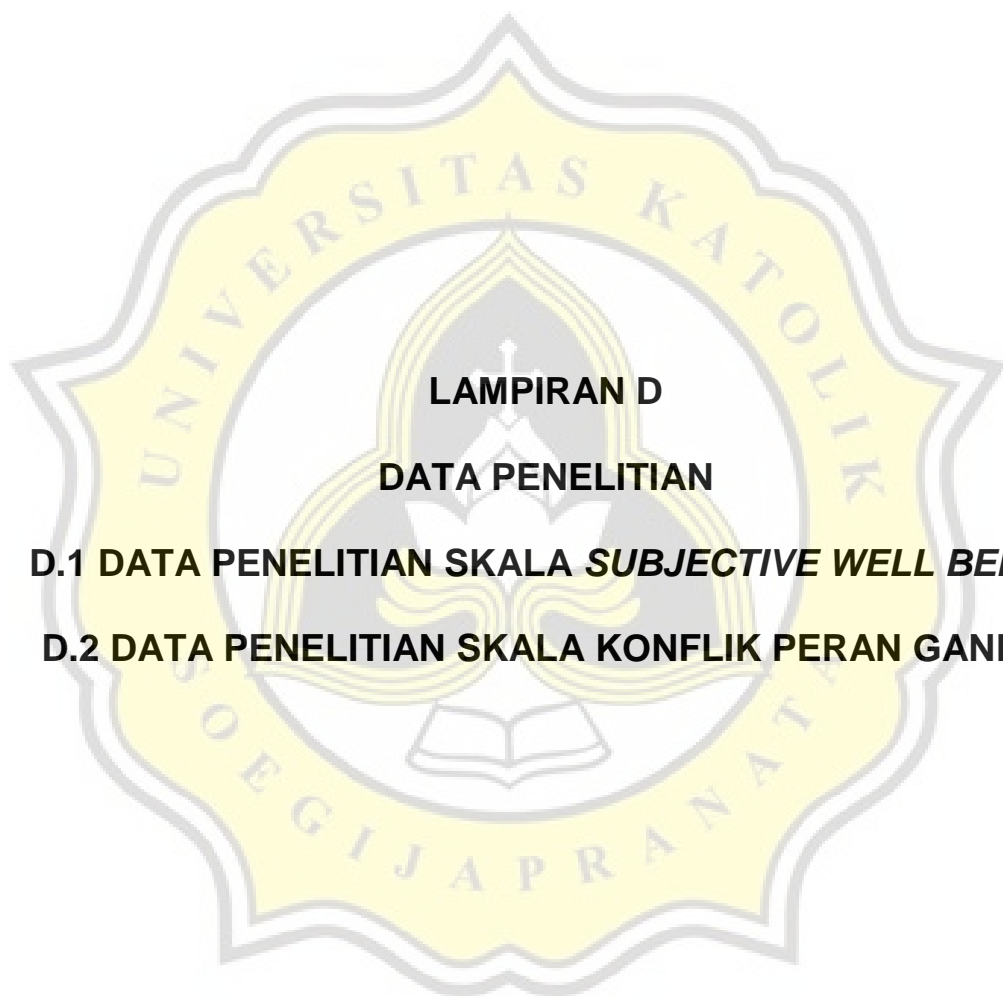 UNIVERSITAS KATOLIK
SOEGIJAPRANATA
LAMPIRAN D
DATA PENELITIAN
D.1 DATA PENELITIAN SKALA SUBJECTIVE WELL
D.2 DATA PENELITIAN SKALA KONFLIK PERAN